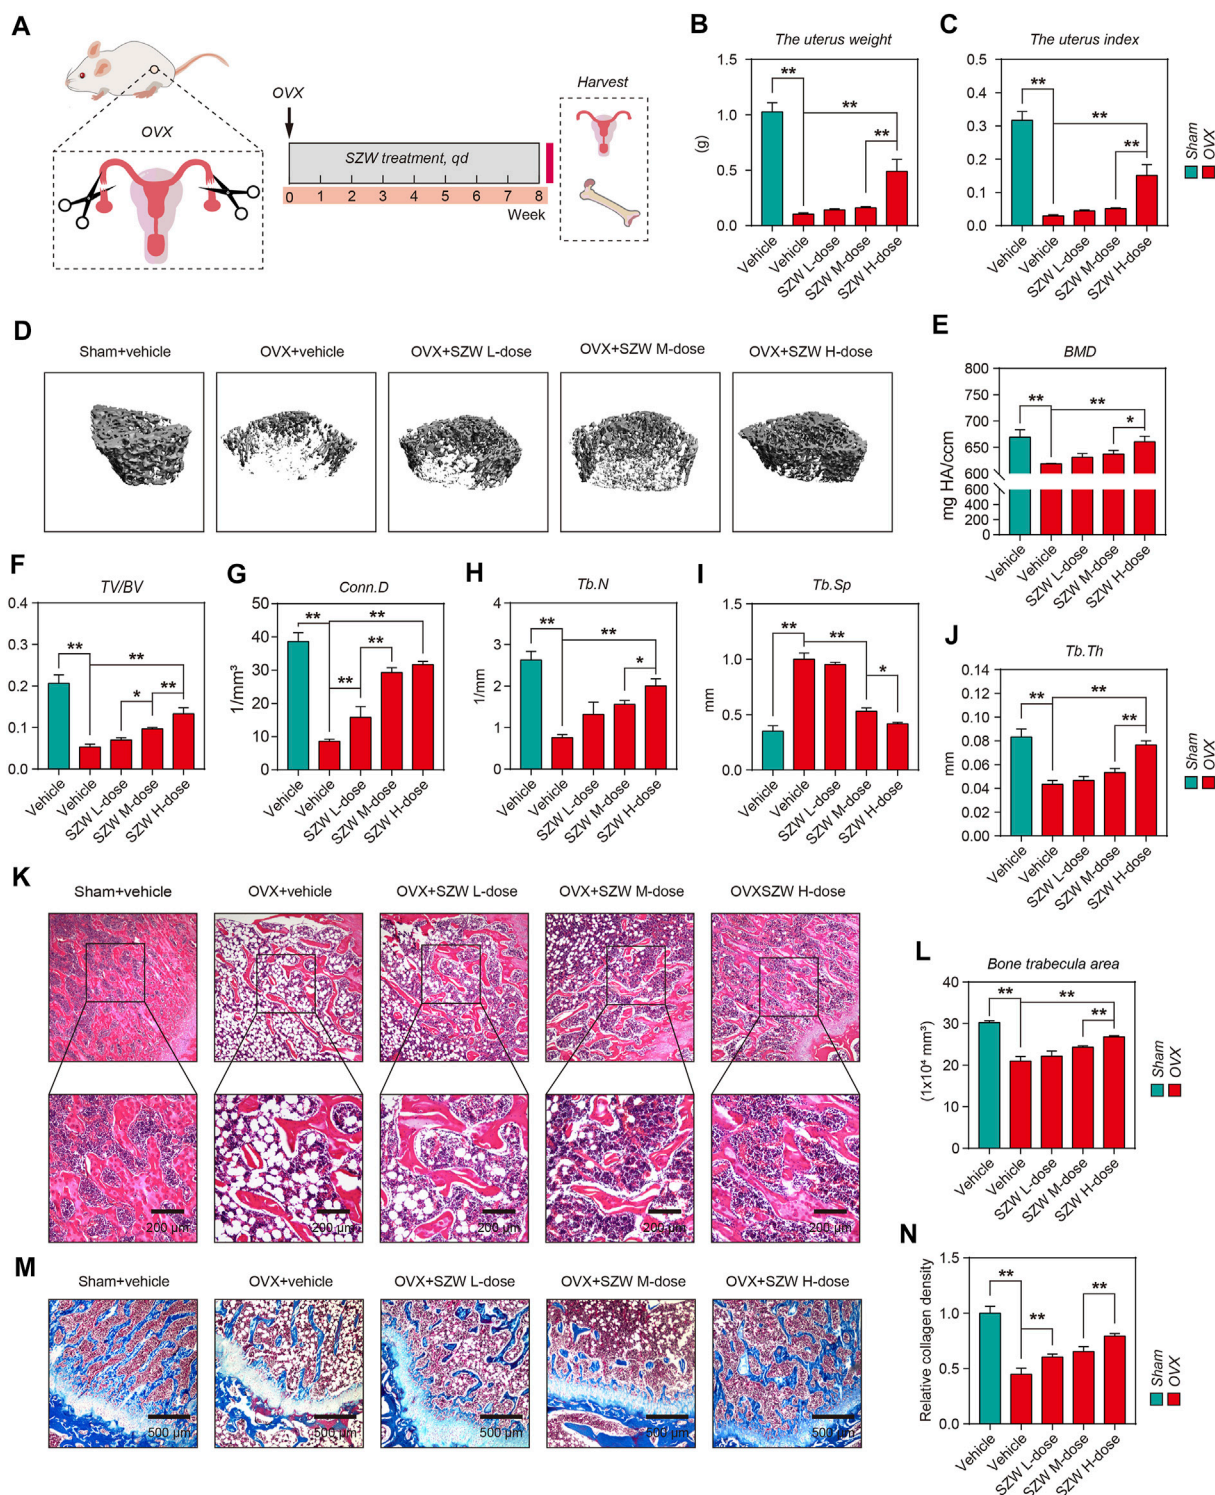 A
OVX
OVX
SZW treatment, qd
0 1 2 3 4 5 6 7 8
Week
Harvest
B
The uterus weight
(g)
1.5
1.0
0.5
0.0
**
**
**
Vehicle
Vehicle
SZW L-dose
SZW M-dose
SZW H-dose
C
The uterus index
0.5
0.4
0.3
0.2
0.1
0.0
**
**
**
Vehicle
Vehicle
SZW L-dose
SZW M-dose
SZW H-dose
Sham
OVX
D
Sham+vehicle
OVX+vehicle
OVX+SZW L-dose
OVX+SZW M-dose
OVX+SZW H-dose
E
BMD
mg HA/ccm
800
750
700
650
600
600
400
200
0
**
**
*
Vehicle
Vehicle
SZW L-dose
SZW M-dose
SZW H-dose
F
TV/BV
0.4
0.3
0.2
0.1
0.0
**
**
*
**
Vehicle
Vehicle
SZW L-dose
SZW M-dose
SZW H-dose
G
Conn.D
1/mm³
50
40
30
20
10
0
**
**
**
**
Vehicle
Vehicle
SZW L-dose
SZW M-dose
SZW H-dose
H
Tb.N
1/mm
4
3
2
1
0
**
**
*
Vehicle
Vehicle
SZW L-dose
SZW M-dose
SZW H-dose
I
Tb.Sp
mm
1.5
1.0
0.5
0.0
**
**
*
Vehicle
Vehicle
SZW L-dose
SZW M-dose
SZW H-dose
J
Tb.Th
mm
0.14
0.12
0.10
0.08
0.06
0.04
0.02
0.00
**
**
**
Vehicle
Vehicle
SZW L-dose
SZW M-dose
SZW H-dose
Sham
OVX
K
Sham+vehicle
OVX+vehicle
OVX+SZW L-dose
OVX+SZW M-dose
OVXSZW H-dose
200 µm
200 µm
200 µm
200 µm
200 µm
L
Bone trabecula area
(1x10⁴ mm³)
40
30
20
10
0
**
**
**
Vehicle
Vehicle
SZW L-dose
SZW M-dose
SZW H-dose
Sham
OVX
M
Sham+vehicle
OVX+vehicle
OVX+SZW L-dose
OVX+SZW M-dose
OVX+SZW H-dose
500 µm
500 µm
500 µm
500 µm
500 µm
N
Relative collagen density
1.5
1.0
0.5
0.0
**
**
**
Vehicle
Vehicle
SZW L-dose
SZW M-dose
SZW H-dose
Sham
OVX